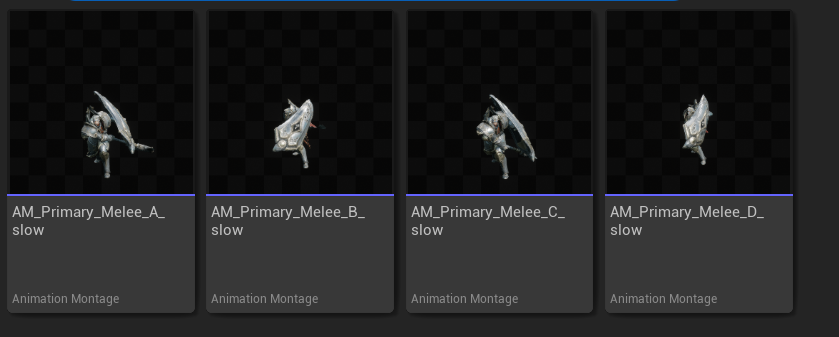 AM_Primary_Melee_A_
slow
Animation Montage
AM_Primary_Melee_B_
slow
Animation Montage
AM_Primary_Melee_C_
slow
Animation Montage
AM_Primary_Melee_D_
slow
Animation Montage